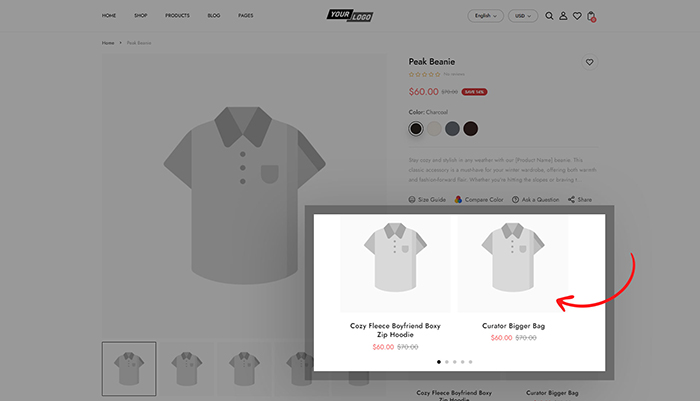 HOME SHOP PRODUCTS BLOG PAGES
YOUR LOGO
English USD
Home Peak Beanie
Peak Beanie
No reviews
$60.00 $70.00 SAVE 14%
Color: Charcoal
Stay cozy and stylish in any weather with our [Product Name] beanie. This
classic accessory is a must-have for your winter wardrobe, offering both warmth
and fashion-forward flair. Whether you're hitting the slopes or braving t...
Size Guide Compare Color Ask a Question Share
Cozy Fleece Boyfriend Boxy
Zip Hoodie
$60.00 $70.00
Curator Bigger Bag
$60.00 $70.00
Cozy Fleece Boyfriend Boxy
Curator Bigger Bag